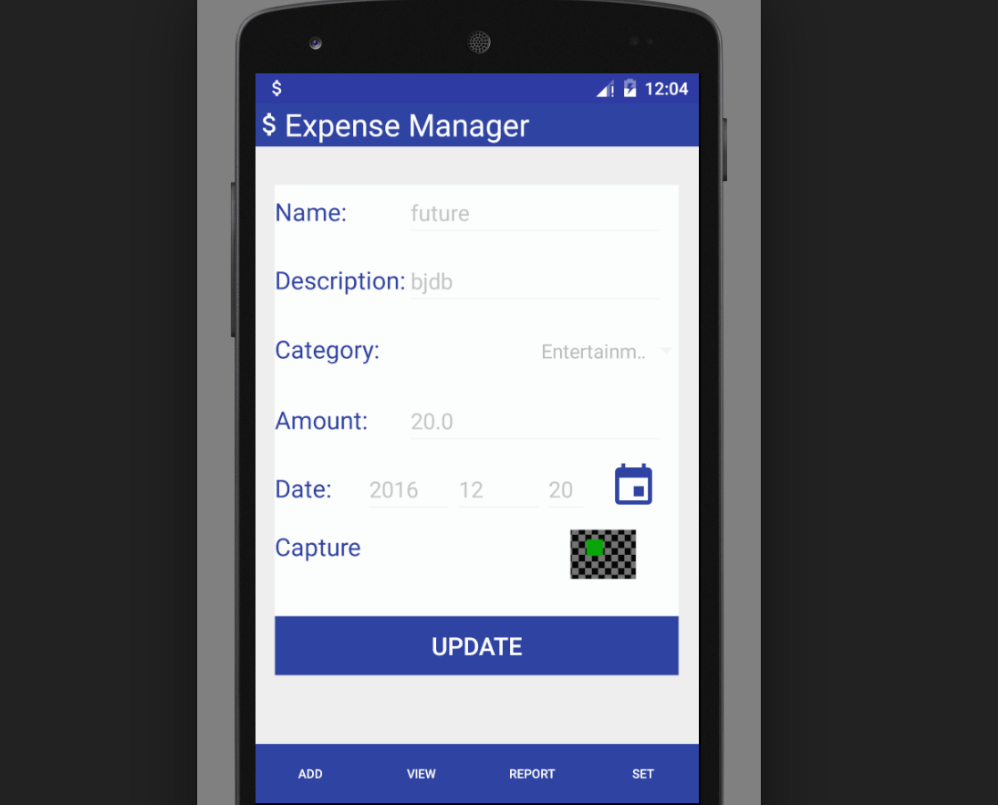 $ 12:04
$ Expense Manager
Name: future
Description: bjdb
Category: Entertainm..
Amount: 20.0
Date: 2016 12 20
Capture
UPDATE
ADD VIEW REPORT SET